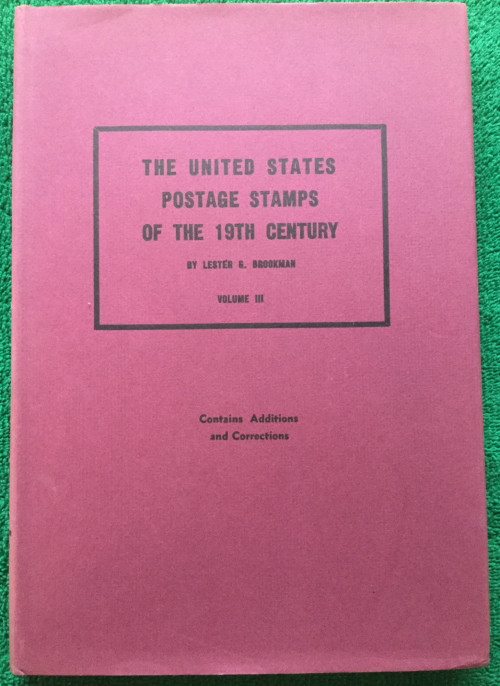 THE UNITED STATES
POSTAGE STAMPS
OF THE 19TH CENTURY
BY LESTER G. BROOKMAN
VOLUME III
Contains Additions
and Corrections